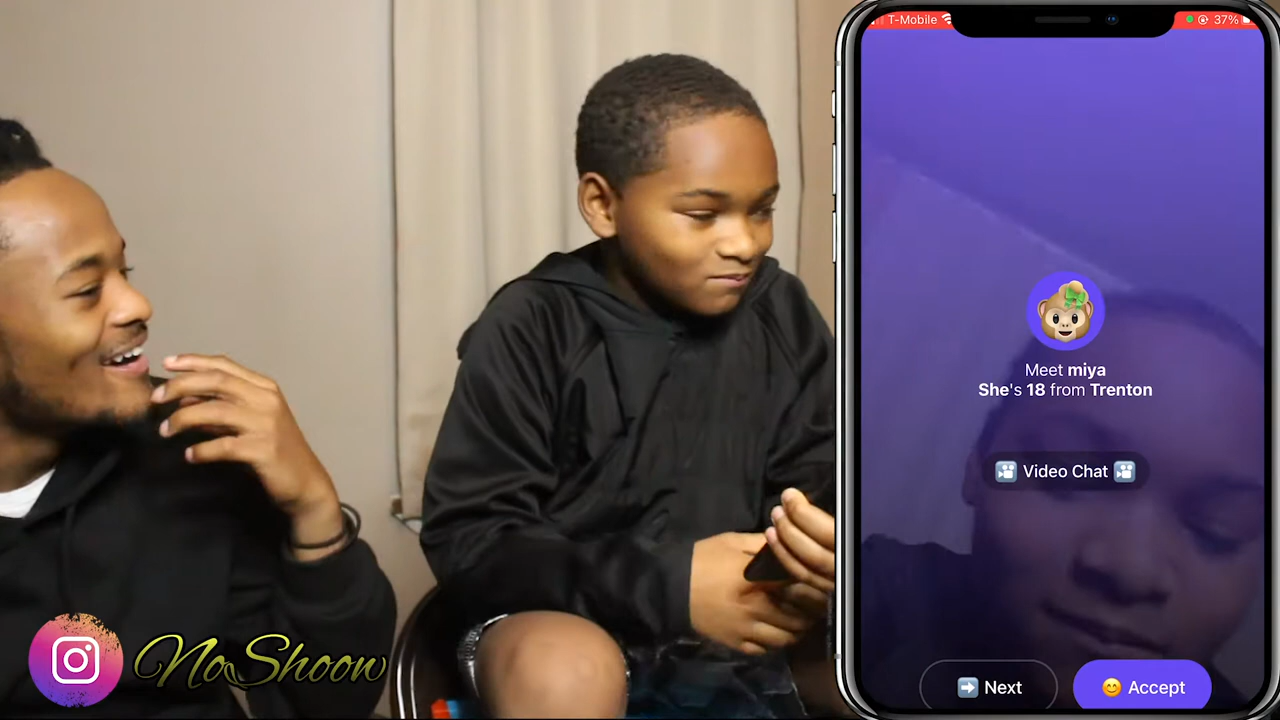 T-Mobile
37%
Meet miya
She's 18 from Trenton
Video Chat
Next
Accept
NoShoow